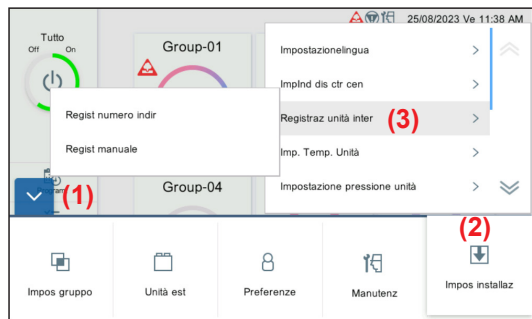 25/08/2023 Ve 11:38 AM
Tutto
Off On
Group-01
Impostazionelingua
ImpInd dis ctr cen
Registraz unità inter (3)
Imp. Temp. Unità
Impostazione pressione unità
Regist numero indir
Regist manuale
(1)
Group-04
(2)
Impos gruppo
Unità est
Preferenze
Manutenz
Impos installaz